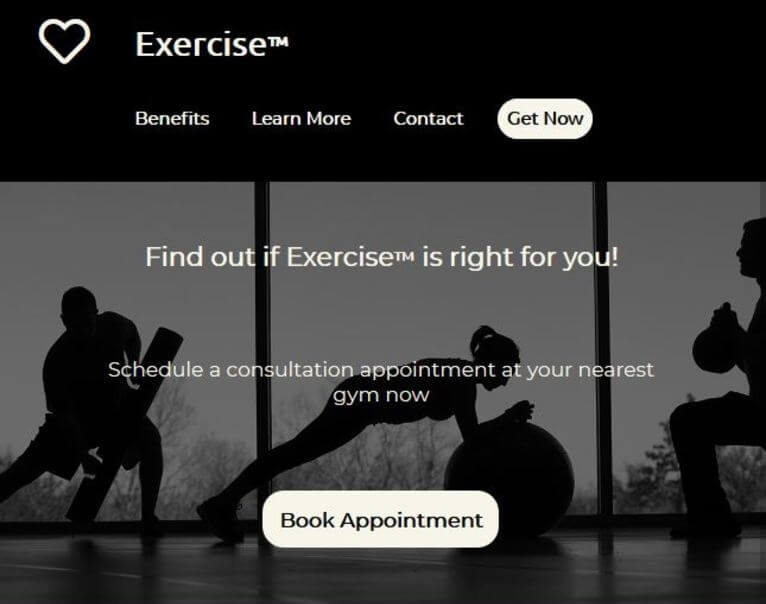 Exercise™
Benefits Learn More Contact Get Now
Find out if Exercise™ is right for you!
Schedule a consultation appointment at your nearest
gym now
Book Appointment